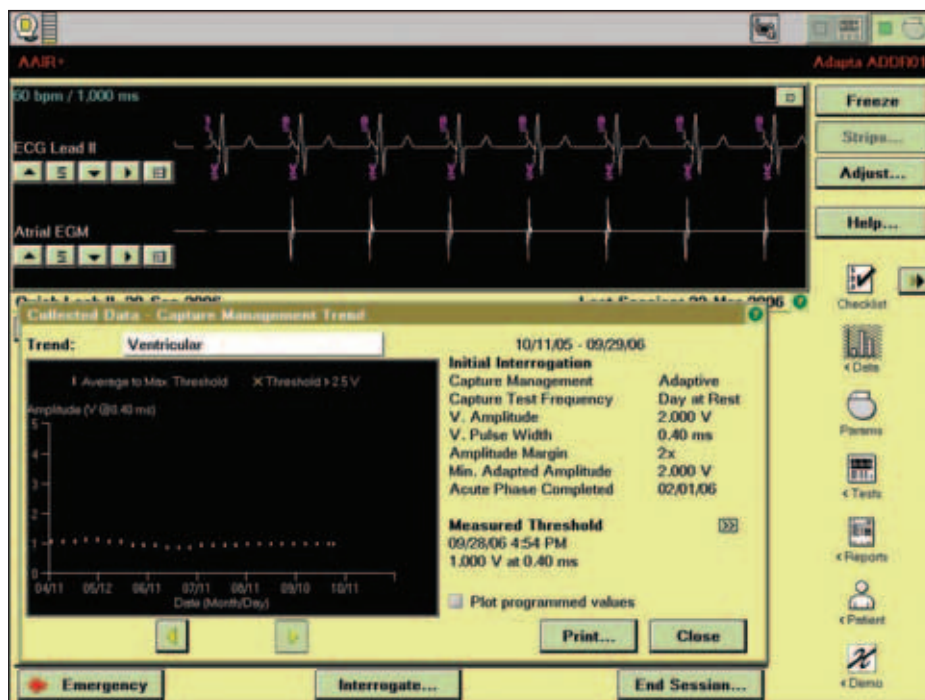 AAIR+ Adapta ADDR01
60 bpm / 1,000 ms
Freeze
ECG Lead II
Strips...
S
Adjust...
Atrial EGM
Help...
S
Checklist
Collected Data - Capture Management Trend
Trend: Ventricular
10/11/05 - 09/29/06
< Data
Average to Max. Threshold × Threshold > 2.5 V
Amplitude (V @0.40 ms)
5
4
3
2
1
0
04/11 05/12 06/11 07/11 08/11 09/10 10/11
Date (Month/Day)
Initial Interrogation
Capture Management Adaptive
Capture Test Frequency Day at Rest
V. Amplitude 2.000 V
V. Pulse Width 0.40 ms
Amplitude Margin 2x
Min. Adapted Amplitude 2.000 V
Acute Phase Completed 02/01/06
Measured Threshold >>
09/28/06 4:54 PM
1.000 V at 0.40 ms
Plot programmed values
Print... Close
Params
< Tests
< Reports
< Patient
< Demo
Emergency Interrogate... End Session...